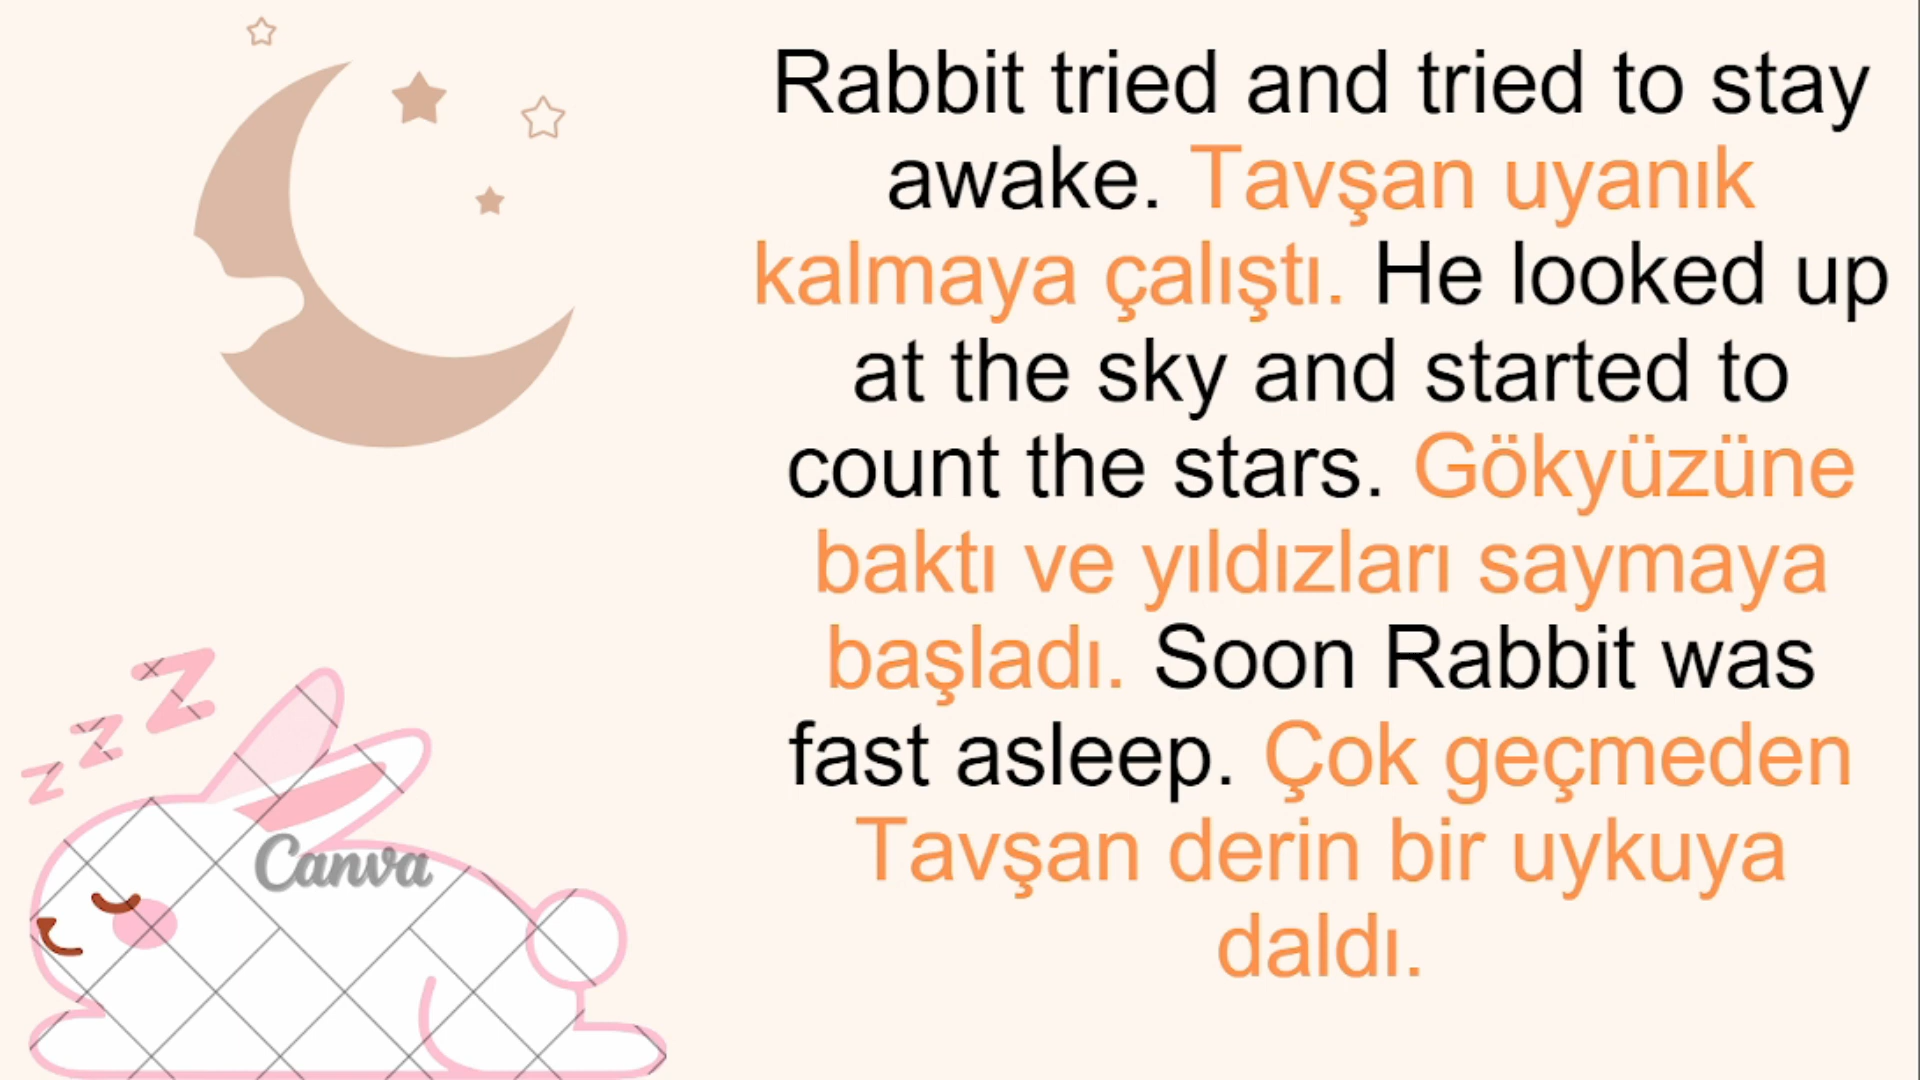 Rabbit tried and tried to stay
awake. Tavşan uyanık
kalmaya çalıştı. He looked up
at the sky and started to
count the stars. Gökyüzüne
baktı ve yıldızları saymaya
başladı. Soon Rabbit was
fast asleep. Çok geçmeden
Tavşan derin bir uykuya
daldı.
z z Z
Canva